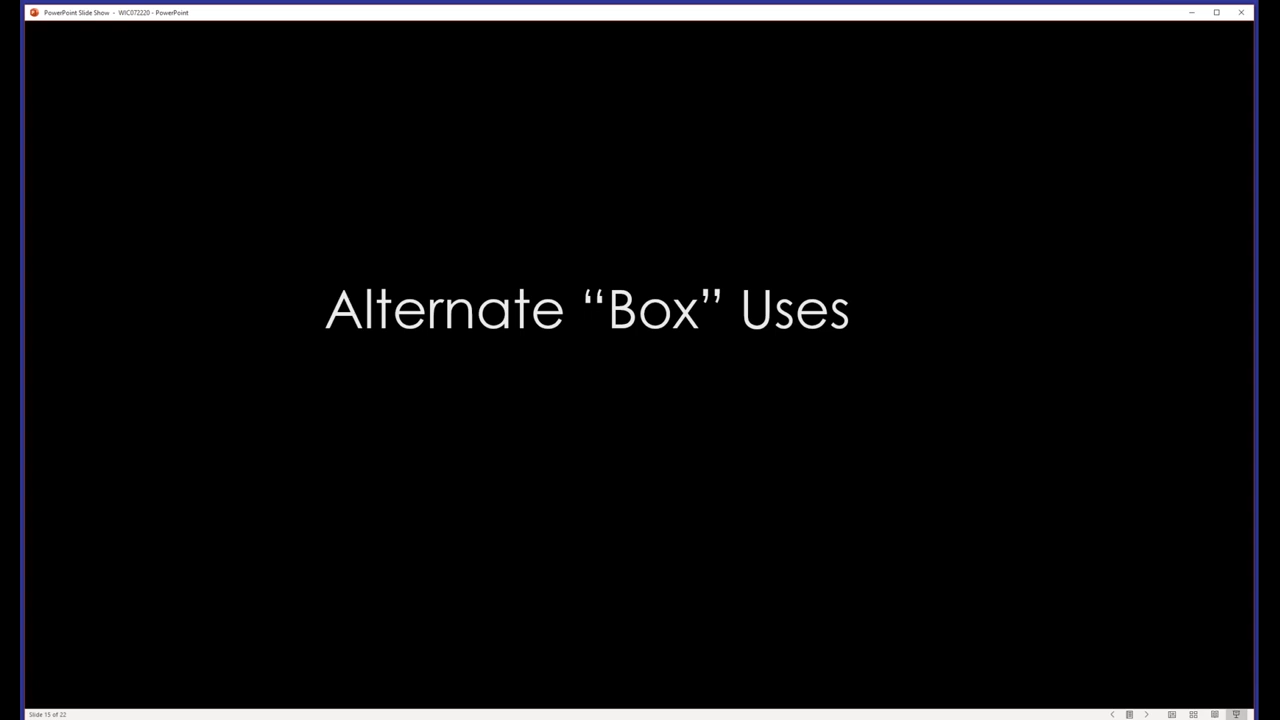 PowerPoint Slide Show - WIC072220 - PowerPoint
Alternate “Box” Uses
Slide 15 of 22